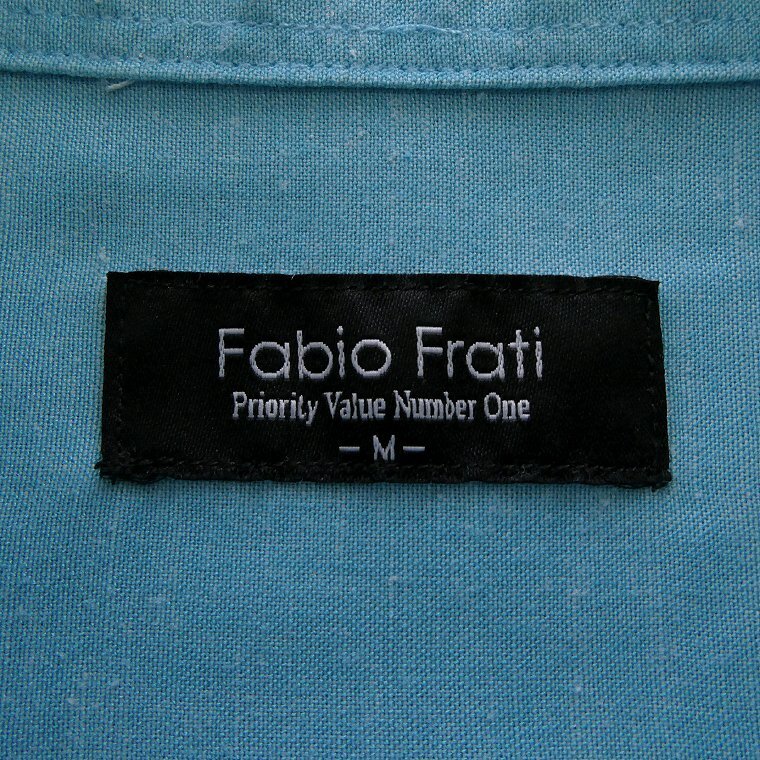 Fabio Frati
Priority Value Number One
– M –